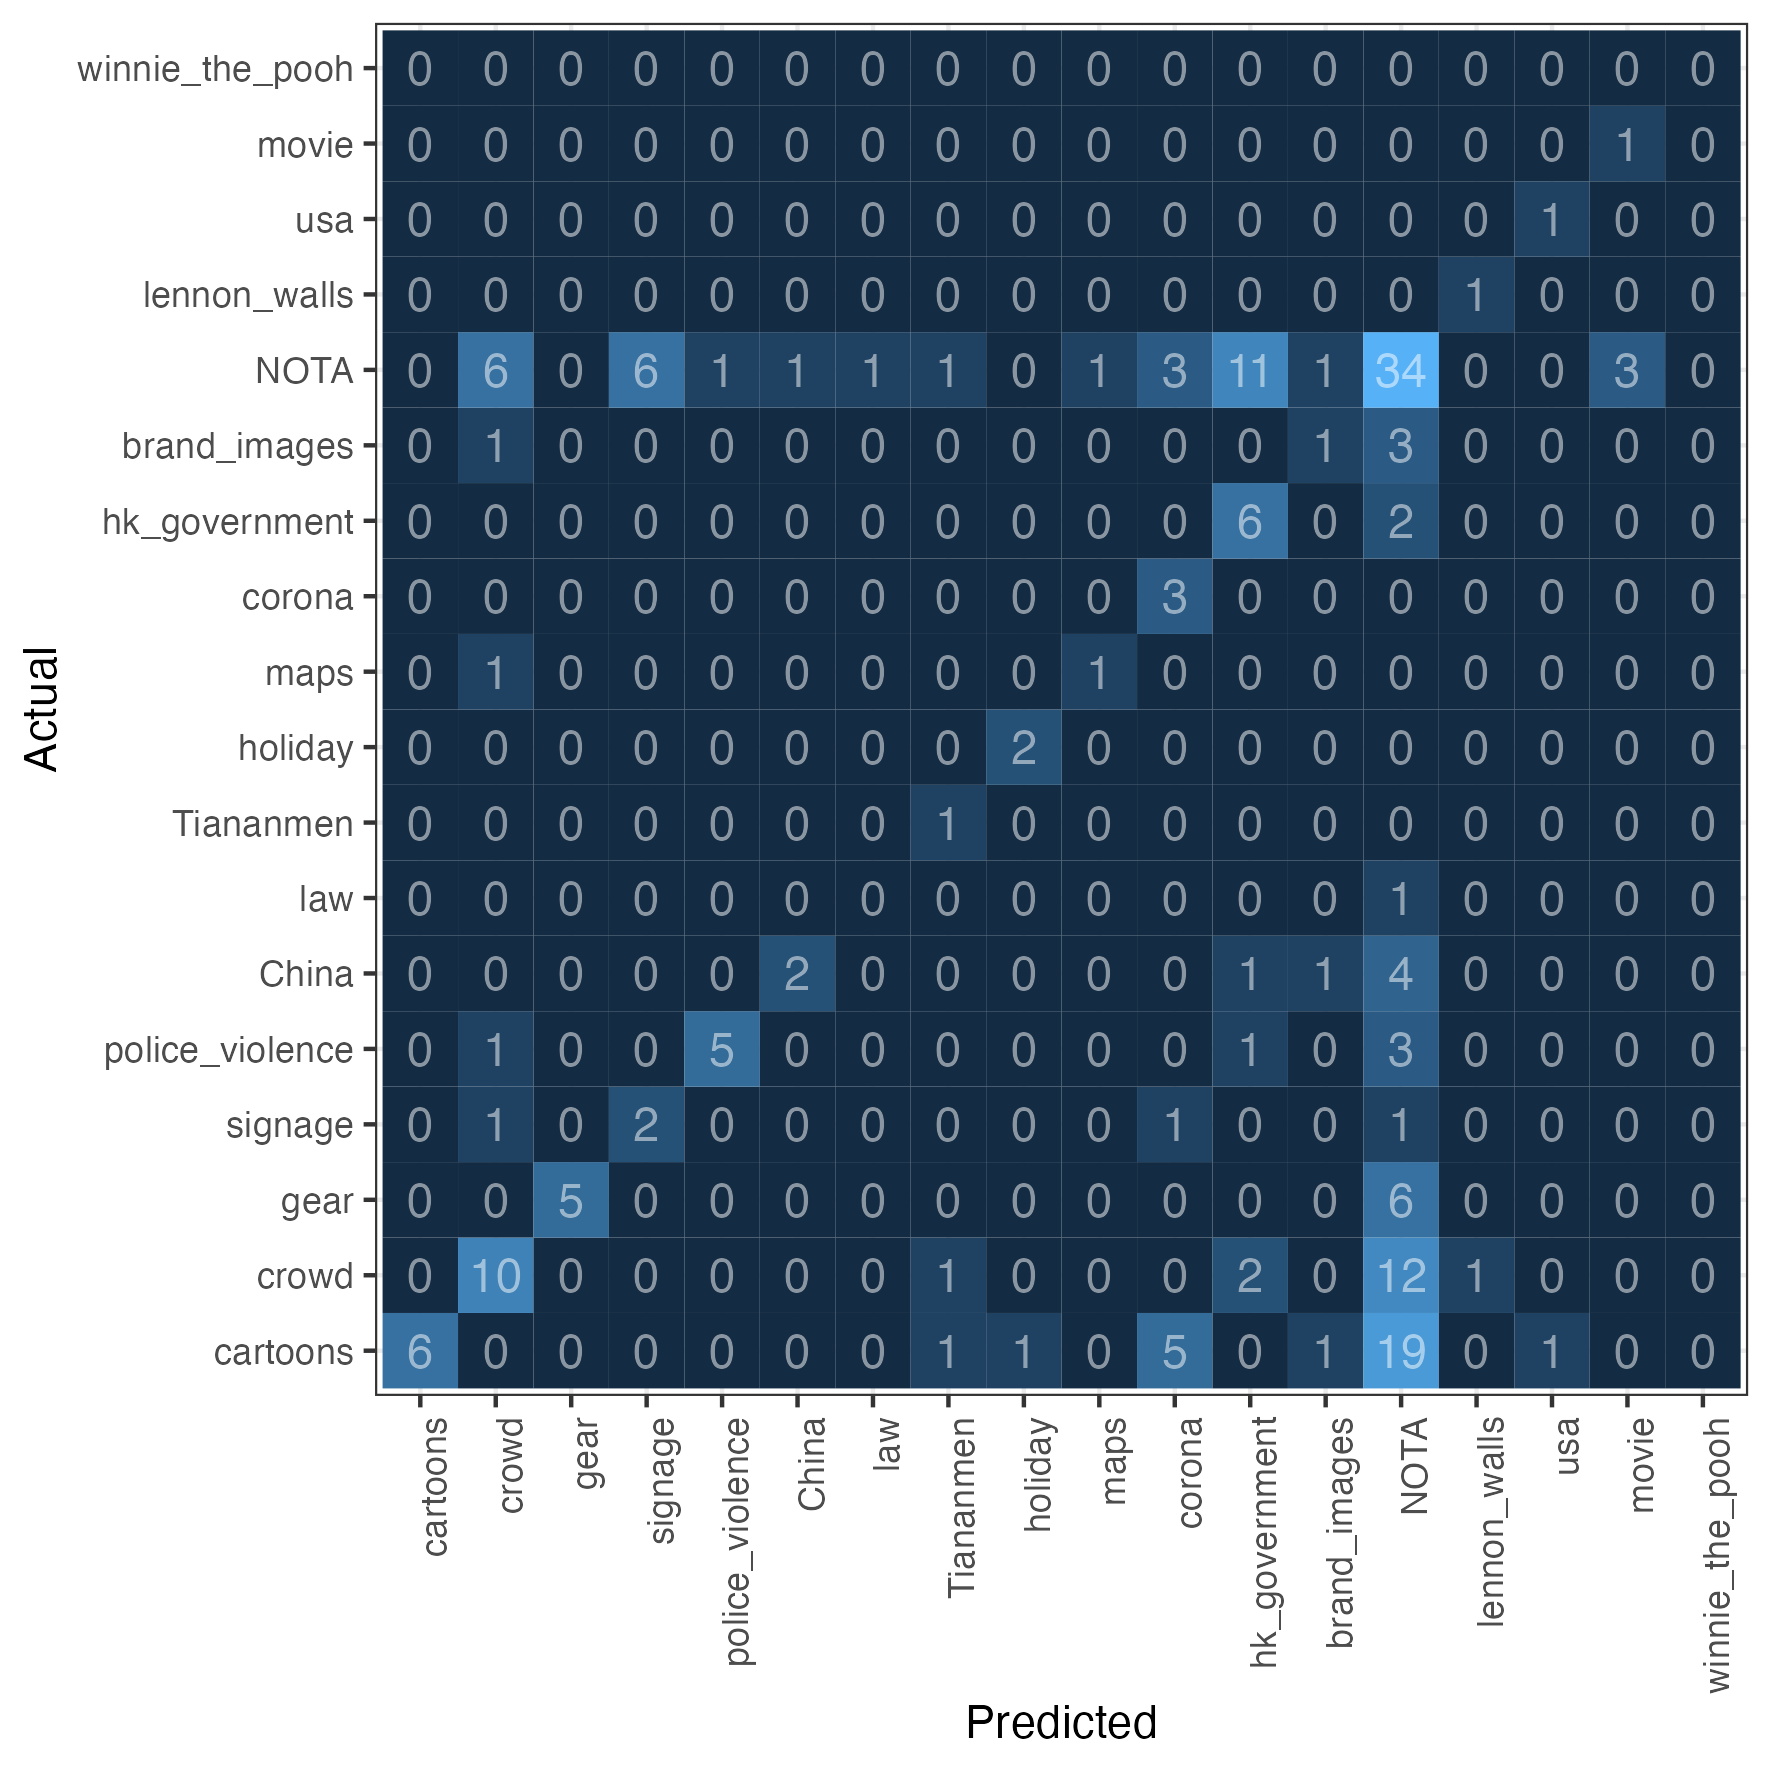 winnie_the_pooh 0 0 0 0 0 0 0 0 0 0 0 0 0 0 0 0 0 0
movie 0 0 0 0 0 0 0 0 0 0 0 0 0 0 0 0 1 0
usa 0 0 0 0 0 0 0 0 0 0 0 0 0 0 0 1 0 0
lennon_walls 0 0 0 0 0 0 0 0 0 0 0 0 0 0 1 0 0 0
NOTA 0 6 0 6 1 1 1 1 0 1 3 11 1 34 0 0 3 0
brand_images 0 1 0 0 0 0 0 0 0 0 0 0 1 3 0 0 0 0
hk_government 0 0 0 0 0 0 0 0 0 0 0 6 0 2 0 0 0 0
corona 0 0 0 0 0 0 0 0 0 0 3 0 0 0 0 0 0 0
maps 0 1 0 0 0 0 0 0 0 1 0 0 0 0 0 0 0 0
holiday 0 0 0 0 0 0 0 0 2 0 0 0 0 0 0 0 0 0
Tiananmen 0 0 0 0 0 0 0 1 0 0 0 0 0 0 0 0 0 0
law 0 0 0 0 0 0 0 0 0 0 0 0 0 1 0 0 0 0
China 0 0 0 0 0 2 0 0 0 0 0 1 1 4 0 0 0 0
police_violence 0 1 0 0 5 0 0 0 0 0 0 1 0 3 0 0 0 0
signage 0 1 0 2 0 0 0 0 0 0 1 0 0 1 0 0 0 0
gear 0 0 5 0 0 0 0 0 0 0 0 0 0 6 0 0 0 0
crowd 0 10 0 0 0 0 0 1 0 0 0 2 0 12 1 0 0 0
cartoons 6 0 0 0 0 0 0 1 1 0 5 0 1 19 0 1 0 0
Actual
cartoons
crowd
gear
signage
police_violence
China
law
Tiananmen
holiday
maps
corona
hk_government
brand_images
NOTA
lennon_walls
usa
movie
winnie_the_pooh
Predicted